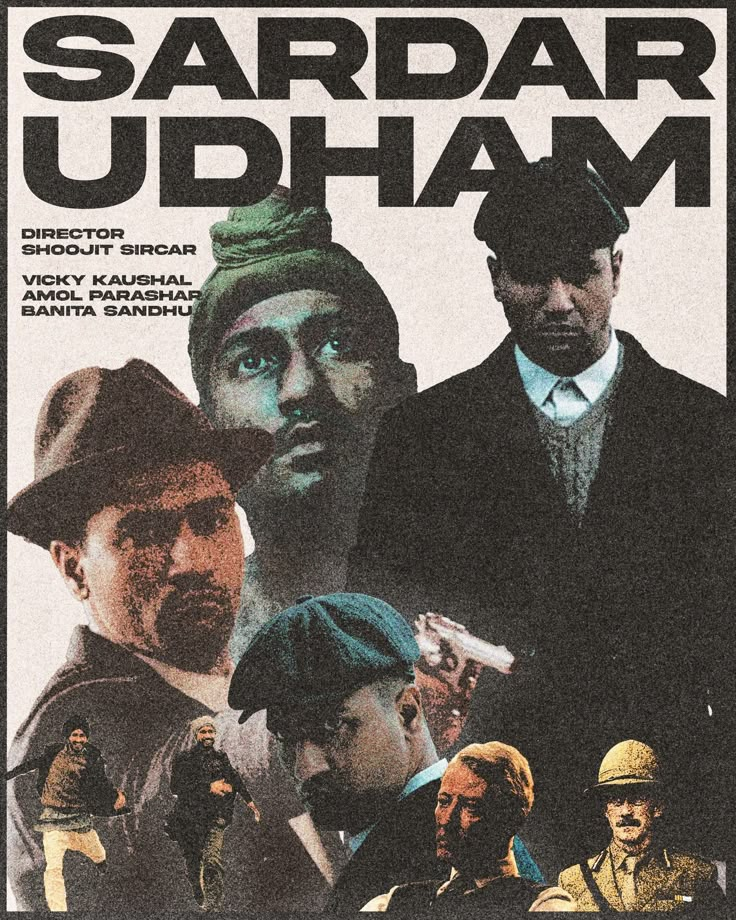 SARDAR
UDHAM
DIRECTOR
SHOOJIT SIRCAR
VICKY KAUSHAL
AMOL PARASHAR
BANITA SANDHU